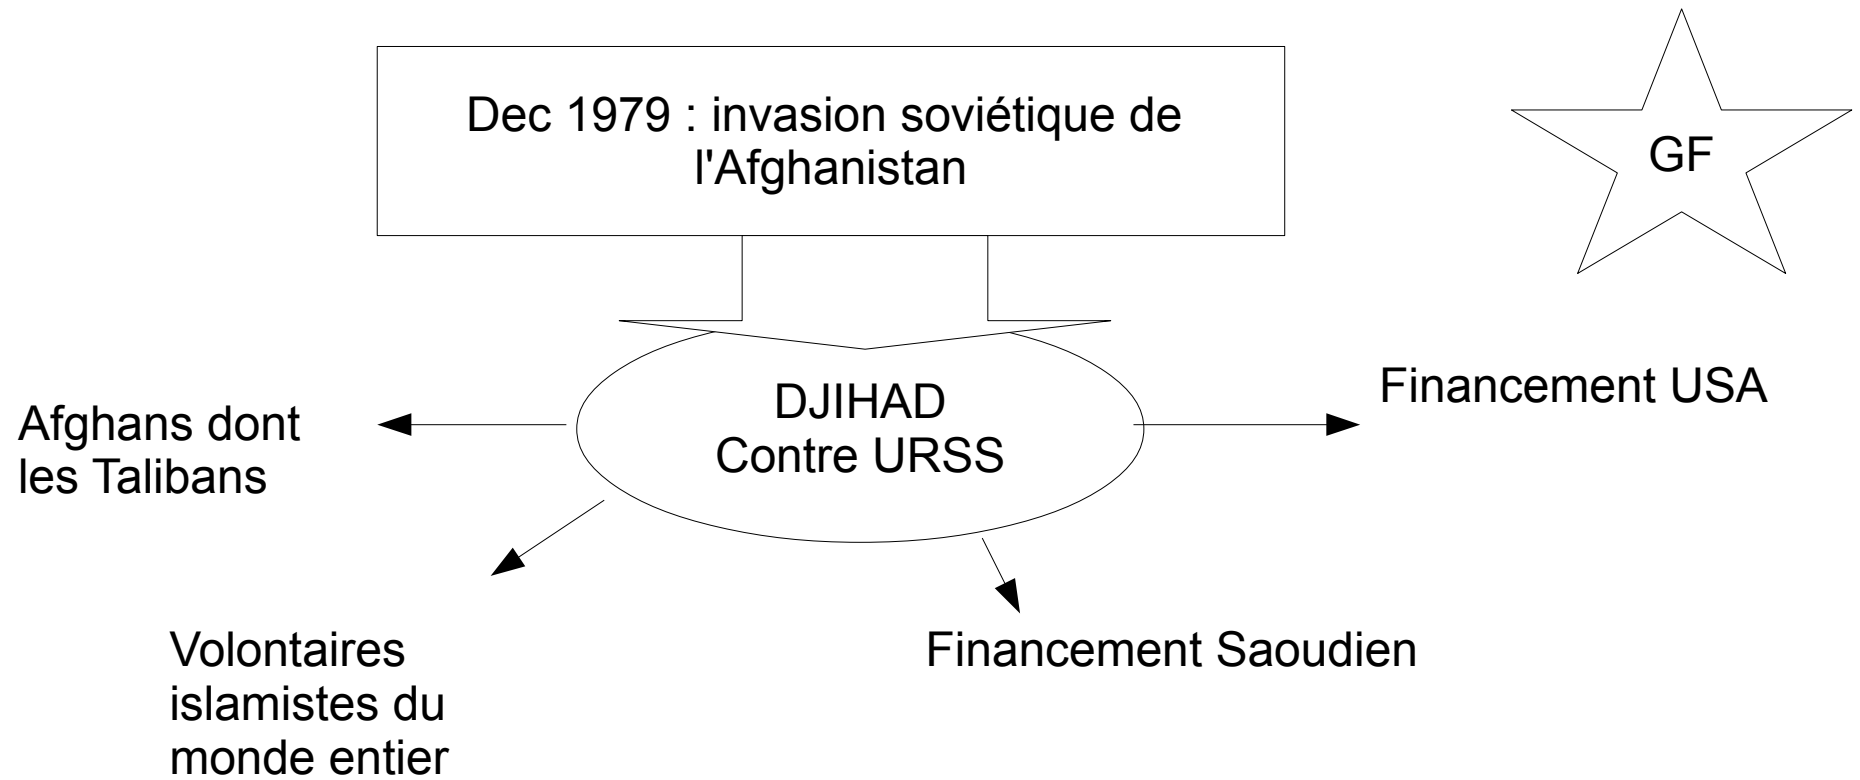 Dec 1979 : invasion soviétique de
l'Afghanistan
GF
DJIHAD
Contre URSS
Financement USA
Afghans dont
les Talibans
Volontaires
islamistes du
monde entier
Financement Saoudien